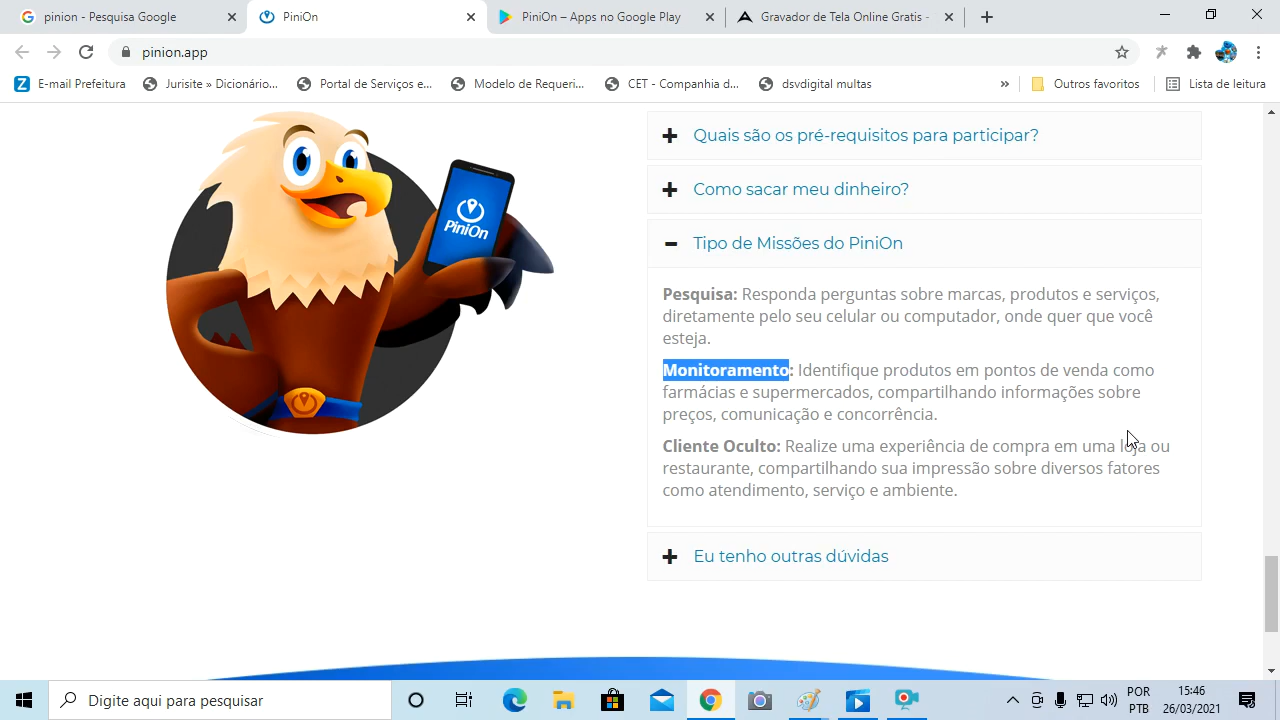 pinion - Pesquisa Google
PiniOn
PiniOn – Apps no Google Play
Gravador de Tela Online Gratis -
pinion.app
E-mail Prefeitura
Jurisite » Dicionário...
Portal de Serviços e...
Modelo de Requeri...
CET - Companhia d...
dsvdigital multas
»
Outros favoritos
Lista de leitura
PiniOn
Quais são os pré-requisitos para participar?
Como sacar meu dinheiro?
Tipo de Missões do PiniOn
Pesquisa: Responda perguntas sobre marcas, produtos e serviços,
diretamente pelo seu celular ou computador, onde quer que você
esteja.
Monitoramento: Identifique produtos em pontos de venda como
farmácias e supermercados, compartilhando informações sobre
preços, comunicação e concorrência.
Cliente Oculto: Realize uma experiência de compra em uma loja ou
restaurante, compartilhando sua impressão sobre diversos fatores
como atendimento, serviço e ambiente.
Eu tenho outras dúvidas
Digite aqui para pesquisar
POR
PTB
15:46
26/03/2021